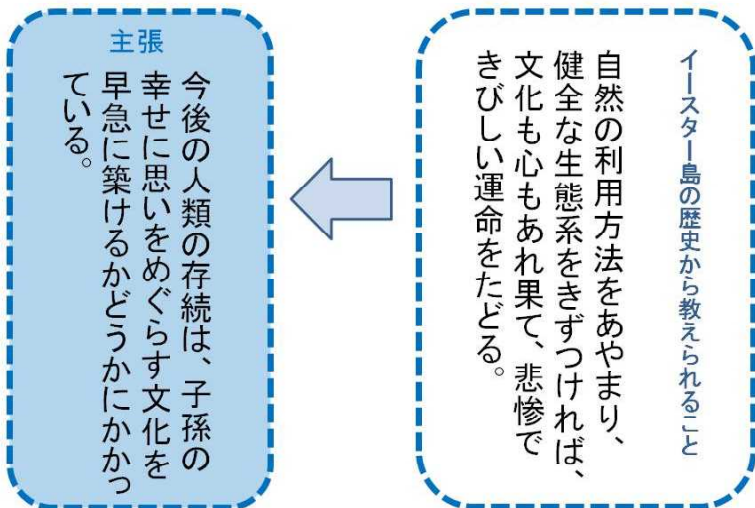 イースター島の歴史から教えられること
自然の利用方法をあやまり、
健全な生態系をきずつければ、
文化も心もあれ果て、悲惨で
きびしい運命をたどる。
主張
今後の人類の存続は、子孫の
幸せに思いをめぐらす文化を
早急に築けるかどうかにかかっ
ている。